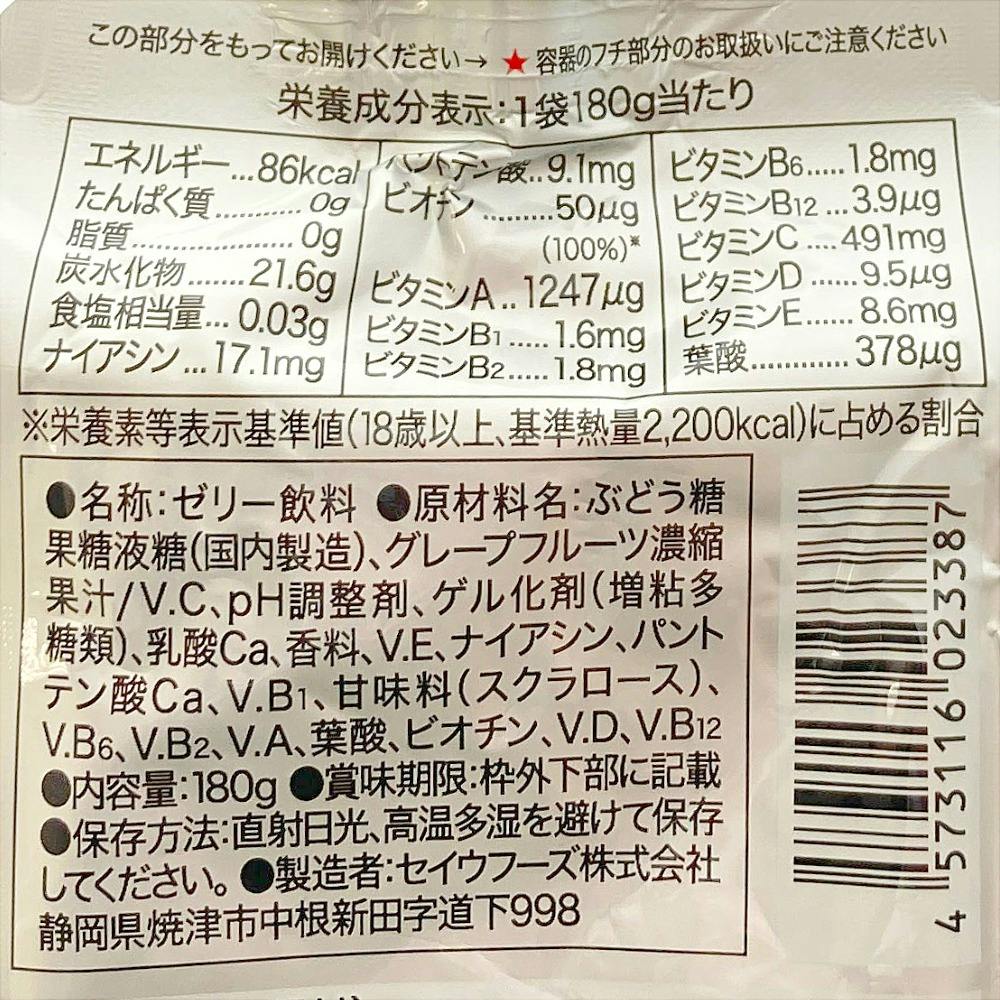 この部分をもってお開けください→ ★ 容器のフチ部分のお取扱いにご注意ください
栄養成分表示:1袋180g当たり
エネルギー…86kcal
たんぱく質………… 0g
脂質……………… 0g
炭水化物……21.6g
食塩相当量… 0.03g
ナイアシン…17.1mg
パントテン酸‥9.1mg
ビオチン………50μg
(100%)※
ビタミンA‥1247μg
ビタミンB1…‥ 1.6mg
ビタミンB2…‥ 1.8mg
ビタミンB6…‥ 1.8mg
ビタミンB12 …3.9μg
ビタミンC ‥‥491mg
ビタミンD ……9.5μg
ビタミンE…… 8.6mg
葉酸………… 378μg
※栄養素等表示基準値(18歳以上、基準熱量2,200kcal)に占める割合
●名称:ゼリー飲料 ●原材料名:ぶどう糖
果糖液糖(国内製造)、グレープフルーツ濃縮
果汁/V.C、pH調整剤、ゲル化剤(増粘多
糖類)、乳酸Ca、香料、V.E、ナイアシン、パント
テン酸Ca、V.B1、甘味料(スクラロース)、
V.B6、V.B2、V.A、葉酸、ビオチン、V.D、V.B12
●内容量:180g ●賞味期限:枠外下部に記載
●保存方法:直射日光、高温多湿を避けて保存
してください。●製造者:セイウフーズ株式会社
静岡県焼津市中根新田字道下998
4 573116 023387